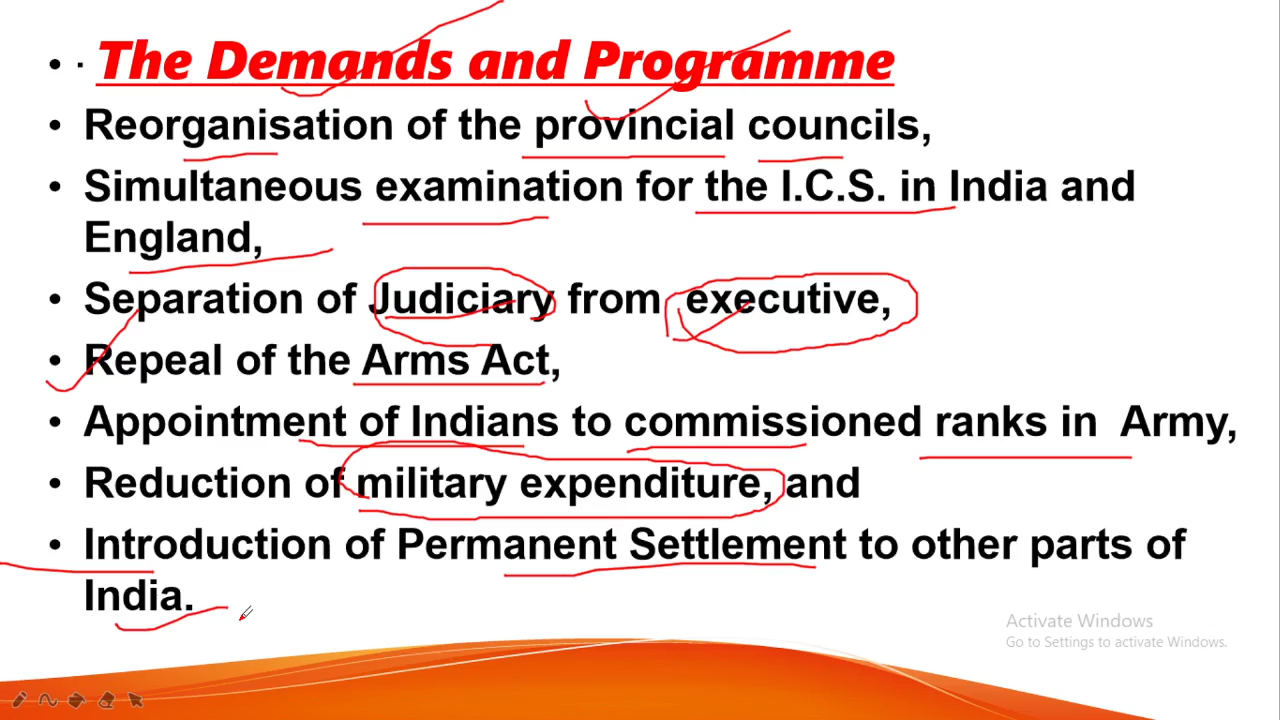 • · The Demands and Programme
• Reorganisation of the provincial councils,
• Simultaneous examination for the I.C.S. in India and
England,
• Separation of Judiciary from executive,
• Repeal of the Arms Act,
• Appointment of Indians to commissioned ranks in Army,
• Reduction of military expenditure, and
• Introduction of Permanent Settlement to other parts of
India.
Activate Windows
Go to Settings to activate Windows.